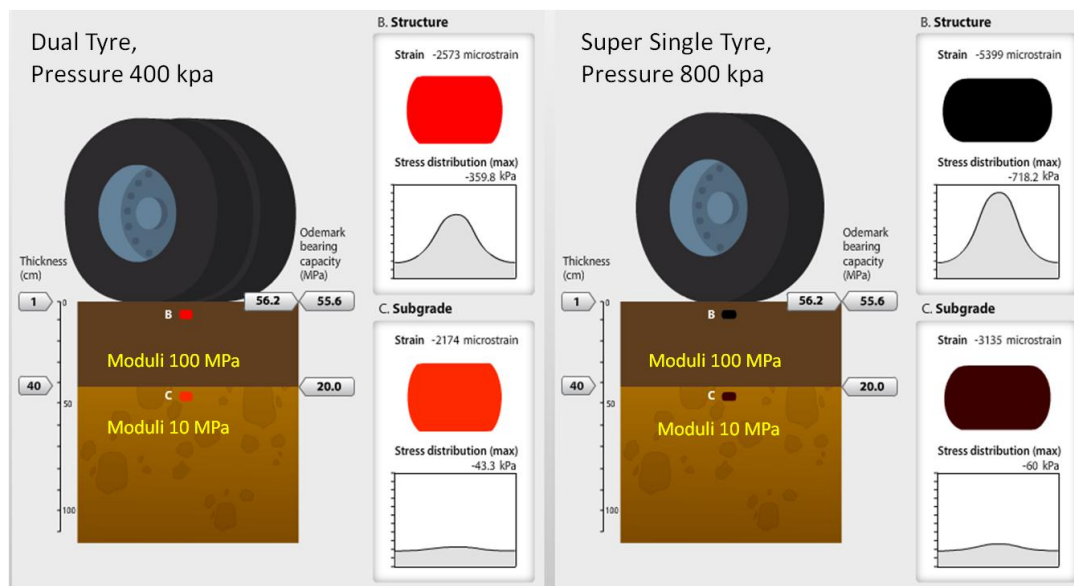 Dual Tyre,
Pressure 400 kpa
B. Structure
Strain -2573 microstrain
Stress distribution (max)
-359.8 kPa
Thickness
(cm)
Odemark
bearing
capacity
(MPa)
1
0
56.2
55.6
B
Moduli 100 MPa
40
20.0
C
50
Moduli 10 MPa
100
C. Subgrade
Strain -2174 microstrain
Stress distribution (max)
-43.3 kPa
Super Single Tyre,
Pressure 800 kpa
B. Structure
Strain -5399 microstrain
Stress distribution (max)
-718.2 kPa
Thickness
(cm)
Odemark
bearing
capacity
(MPa)
1
0
56.2
55.6
B
Moduli 100 MPa
40
20.0
C
50
Moduli 10 MPa
100
C. Subgrade
Strain -3135 microstrain
Stress distribution (max)
-60 kPa